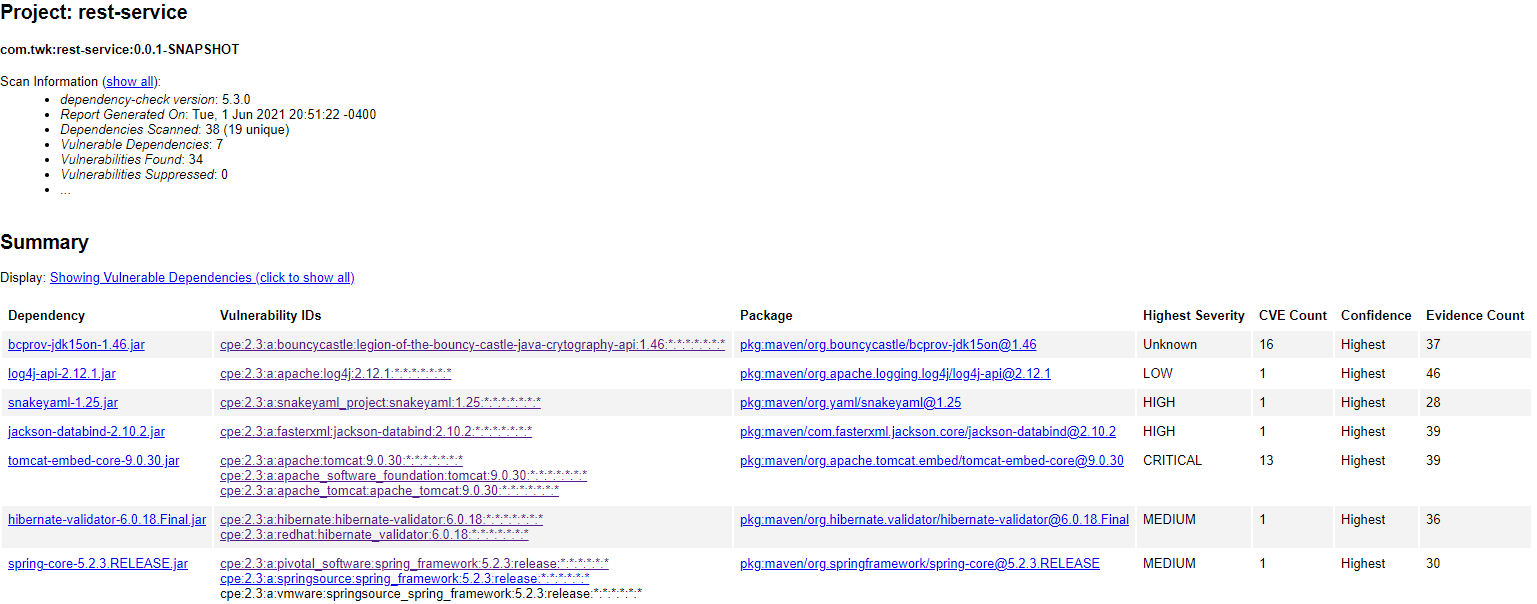 Project: rest-service
com.twk:rest-service:0.0.1-SNAPSHOT
Scan Information (show all):
• dependency-check version: 5.3.0
• Report Generated On: Tue, 1 Jun 2021 20:51:22 -0400
• Dependencies Scanned: 38 (19 unique)
• Vulnerable Dependencies: 7
• Vulnerabilities Found: 34
• Vulnerabilities Suppressed: 0
• ...
Summary
Display: Showing Vulnerable Dependencies (click to show all)
Dependency Vulnerability IDs Package Highest Severity CVE Count Confidence Evidence Count
bcprov-jdk15on-1.46.jar cpe:2.3:a:bouncycastle:legion-of-the-bouncy-castle-java-crytography-api:1.46:*:*:*:*:*:*:* pkg:maven/org.bouncycastle/bcprov-jdk15on@1.46 Unknown 16 Highest 37
log4j-api-2.12.1.jar cpe:2.3:a:apache:log4j:2.12.1:*:*:*:*:*:*:* pkg:maven/org.apache.logging.log4j/log4j-api@2.12.1 LOW 1 Highest 46
snakeyaml-1.25.jar cpe:2.3:a:snakeyaml_project:snakeyaml:1.25:*:*:*:*:*:*:* pkg:maven/org.yaml/snakeyaml@1.25 HIGH 1 Highest 28
jackson-databind-2.10.2.jar cpe:2.3:a:fasterxml:jackson-databind:2.10.2:*:*:*:*:*:*:* pkg:maven/com.fasterxml.jackson.core/jackson-databind@2.10.2 HIGH 1 Highest 39
tomcat-embed-core-9.0.30.jar cpe:2.3:a:apache:tomcat:9.0.30:*:*:*:*:*:*:* pkg:maven/org.apache.tomcat.embed/tomcat-embed-core@9.0.30 CRITICAL 13 Highest 39
cpe:2.3:a:apache_software_foundation:tomcat:9.0.30:*:*:*:*:*:*:*
cpe:2.3:a:apache_tomcat:apache_tomcat:9.0.30:*:*:*:*:*:*:*
hibernate-validator-6.0.18.Final.jar cpe:2.3:a:hibernate:hibernate-validator:6.0.18:*:*:*:*:*:*:* pkg:maven/org.hibernate.validator/hibernate-validator@6.0.18.Final MEDIUM 1 Highest 36
cpe:2.3:a:redhat:hibernate_validator:6.0.18:*:*:*:*:*:*:*
spring-core-5.2.3.RELEASE.jar cpe:2.3:a:pivotal_software:spring_framework:5.2.3:release:*:*:*:*:*:* pkg:maven/org.springframework/spring-core@5.2.3.RELEASE MEDIUM 1 Highest 30
cpe:2.3:a:springsource:spring_framework:5.2.3:release:*:*:*:*:*:*
cpe:2.3:a:vmware:springsource_spring_framework:5.2.3:release:*:*:*:*:*:*